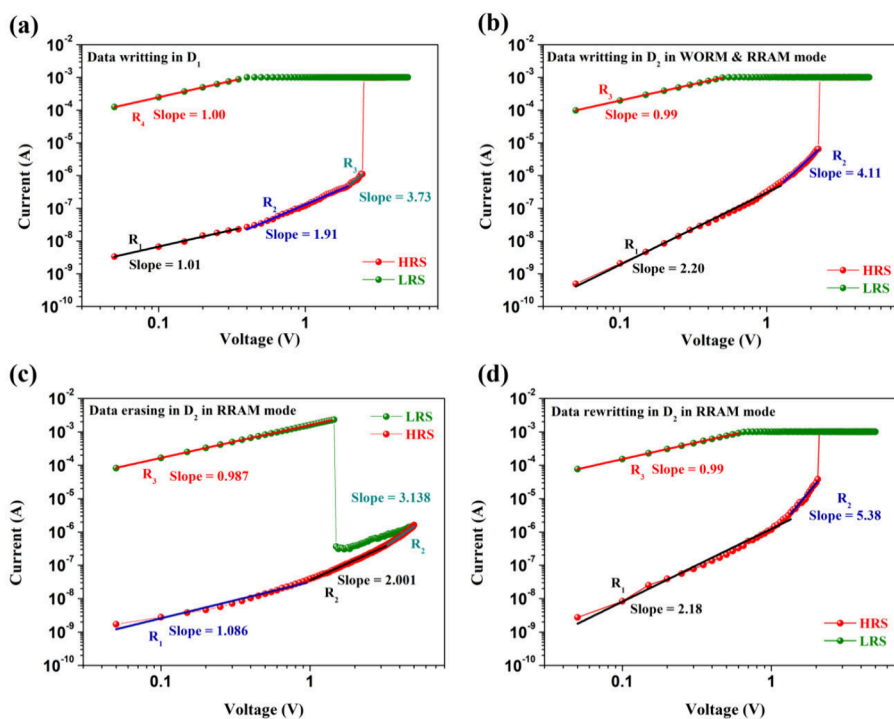 (a)
Data writting in D1
10^-2
10^-3
10^-4
10^-5
10^-6
10^-7
10^-8
10^-9
10^-10
Current (A)
R4
Slope = 1.00
R3
Slope = 3.73
R2
Slope = 1.91
R1
Slope = 1.01
HRS
LRS
0.1
1
Voltage (V)
(b)
Data writting in D2 in WORM & RRAM mode
10^-2
10^-3
10^-4
10^-5
10^-6
10^-7
10^-8
10^-9
10^-10
Current (A)
R3
Slope = 0.99
R2
Slope = 4.11
R1
Slope = 2.20
HRS
LRS
0.1
1
Voltage (V)
(c)
Data erasing in D2 in RRAM mode
10^-2
10^-3
10^-4
10^-5
10^-6
10^-7
10^-8
10^-9
10^-10
Current (A)
LRS
HRS
R3
Slope = 0.987
Slope = 3.138
R2
Slope = 2.001
R2
R1
Slope = 1.086
0.1
1
Voltage (V)
(d)
Data rewritting in D2 in RRAM mode
10^-2
10^-3
10^-4
10^-5
10^-6
10^-7
10^-8
10^-9
10^-10
Current (A)
R3
Slope = 0.99
R2
Slope = 5.38
R1
Slope = 2.18
HRS
LRS
0.1
1
Voltage (V)